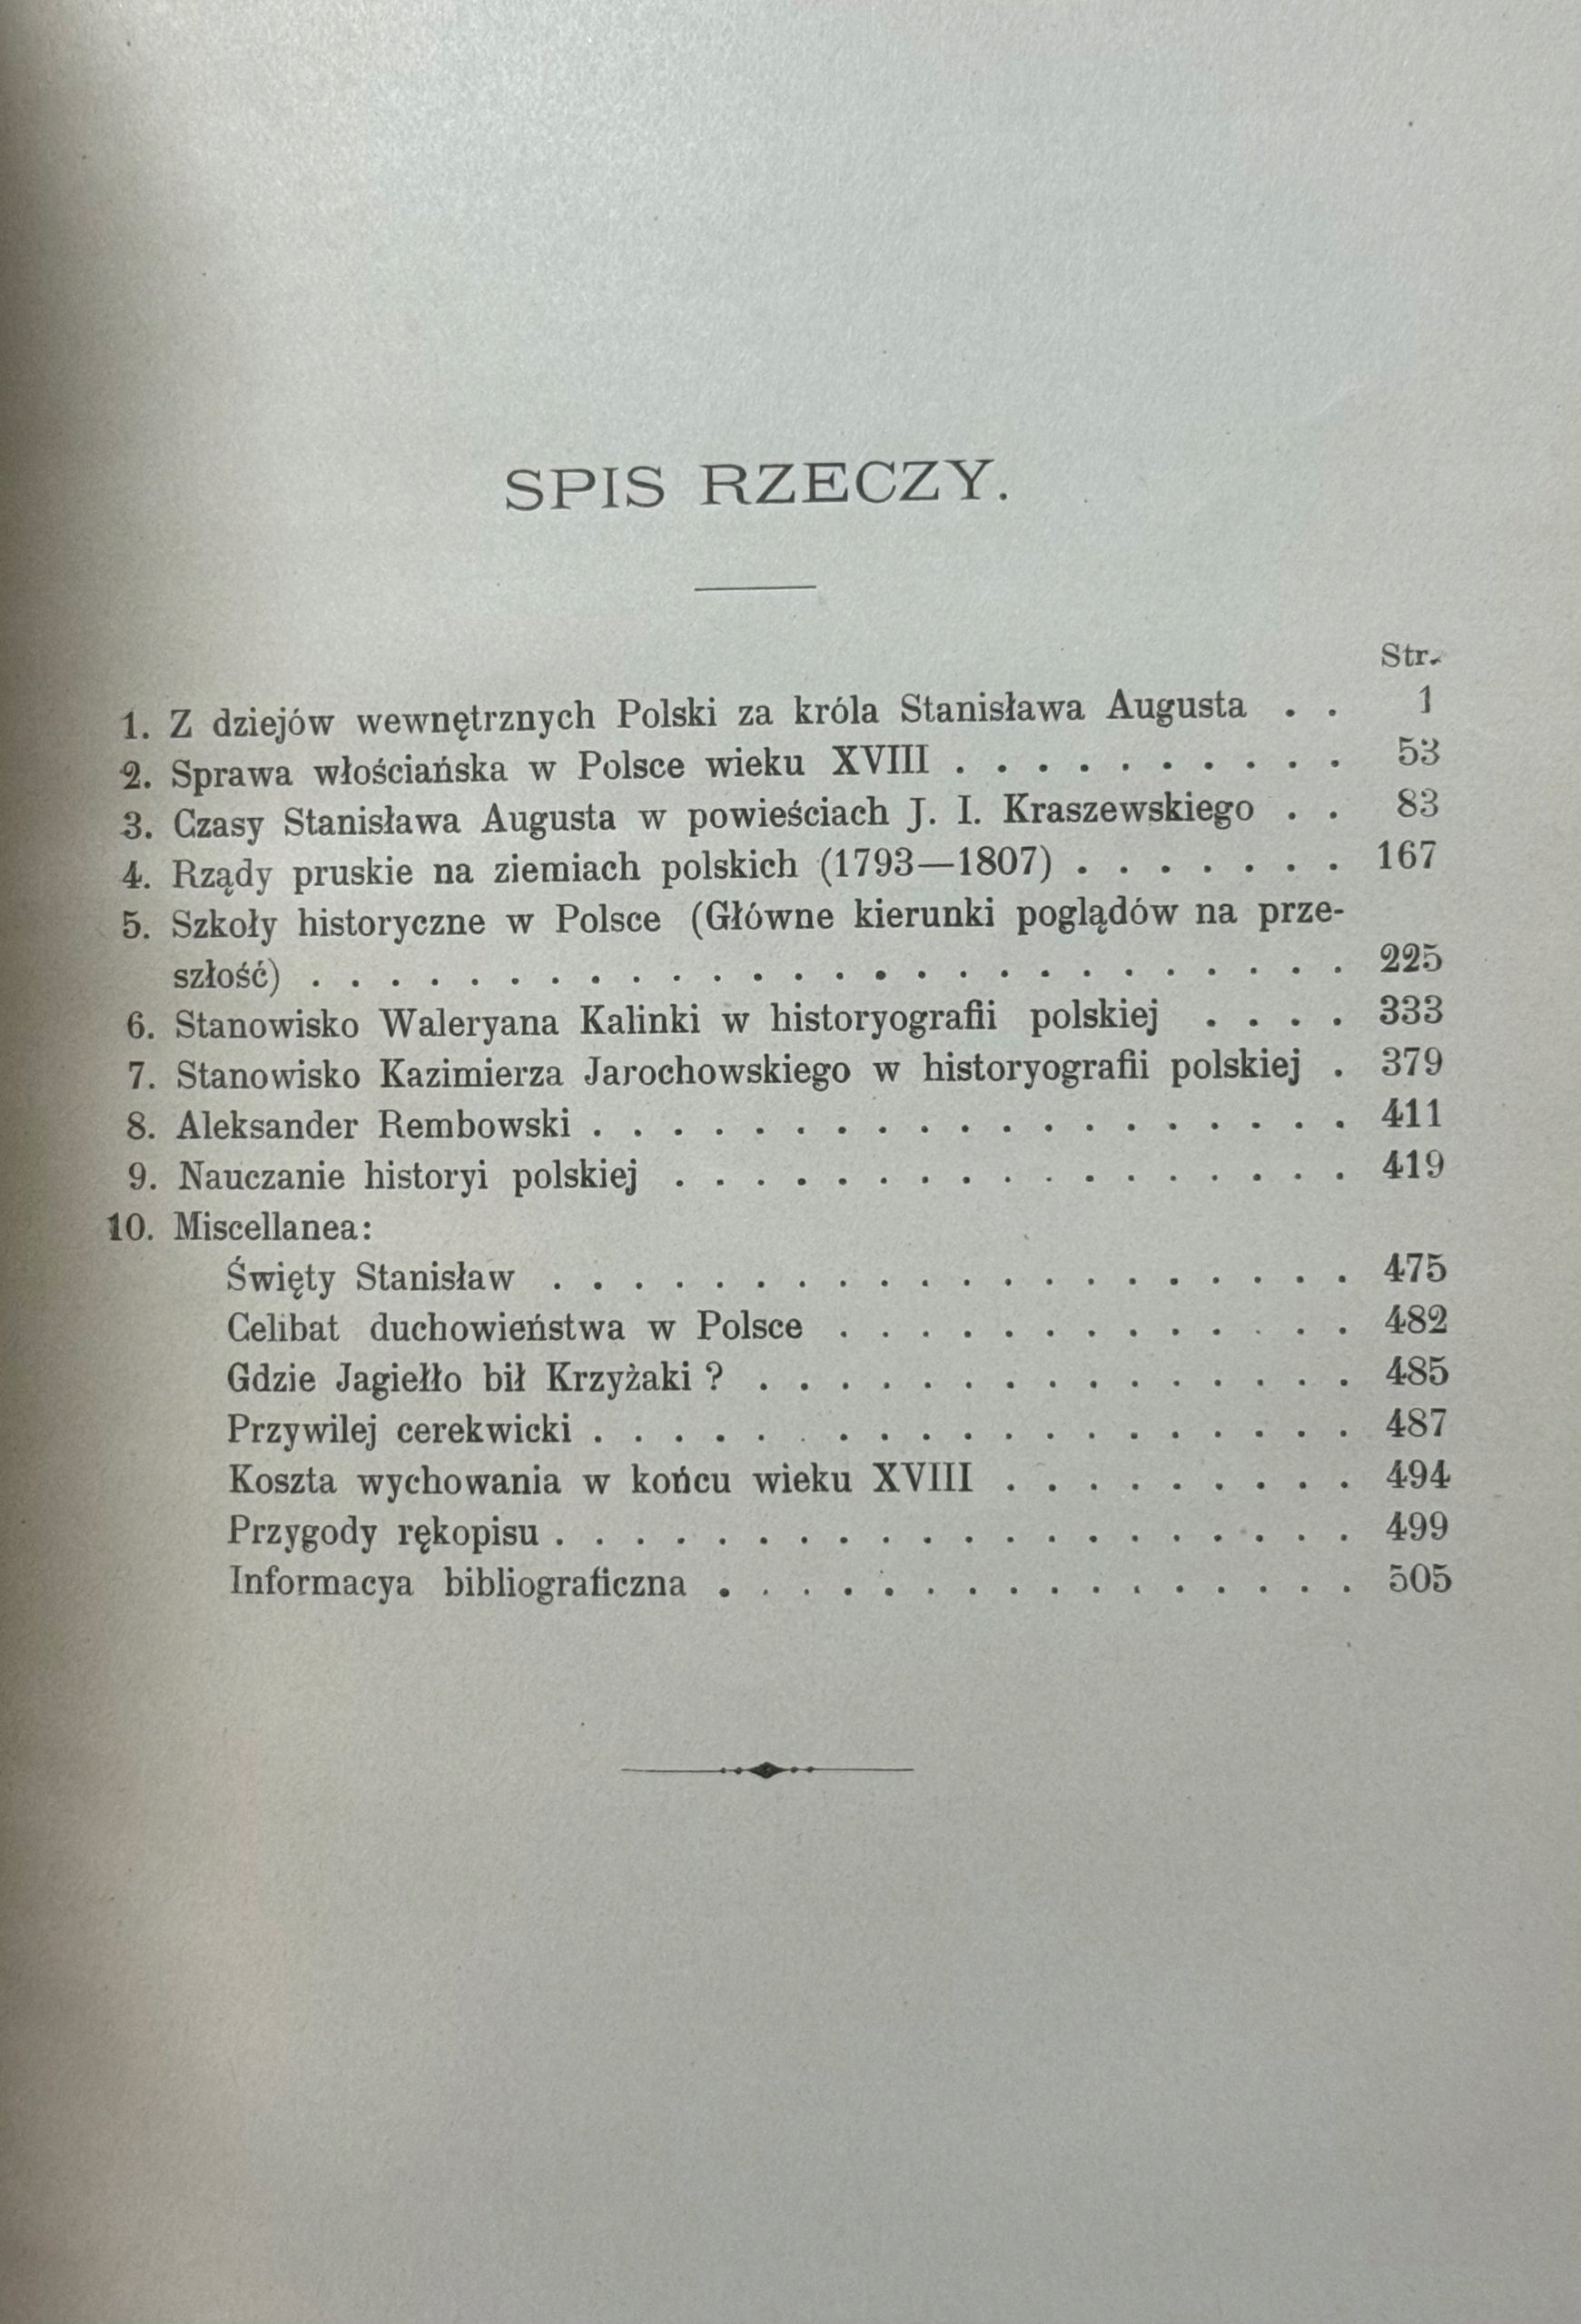 SPIS RZECZY.
Str.
1. Z dziejów wewnętrznych Polski za króla Stanisława Augusta . . 1
2. Sprawa włościańska w Polsce wieku XVIII . . . . . . . . . . 53
3. Czasy Stanisława Augusta w powieściach J. I. Kraszewskiego . . 83
4. Rządy pruskie na ziemiach polskich (1793—1807) . . . . . . . 167
5. Szkoły historyczne w Polsce (Główne kierunki poglądów na prze-
szłość) . . . . . . . . . . . . . . . . . . . . . . . . . . 225
6. Stanowisko Waleryana Kalinki w historyografii polskiej . . . . 333
7. Stanowisko Kazimierza Jarochowskiego w historyografii polskiej . 379
8. Aleksander Rembowski . . . . . . . . . . . . . . . . . . . 411
9. Nauczanie historyi polskiej . . . . . . . . . . . . . . . . . 419
10. Miscellanea:
Święty Stanisław . . . . . . . . . . . . . . . . . . . . 475
Celibat duchowieństwa w Polsce . . . . . . . . . . . . . 482
Gdzie Jagiełło bił Krzyżaki ? . . . . . . . . . . . . . . . 485
Przywilej cerekwicki . . . . . . . . . . . . . . . . . . . 487
Koszta wychowania w końcu wieku XVIII . . . . . . . . . 494
Przygody rękopisu . . . . . . . . . . . . . . . . . . . . 499
Informacya bibliograficzna . . . . . . . . . . . . . . . . 505